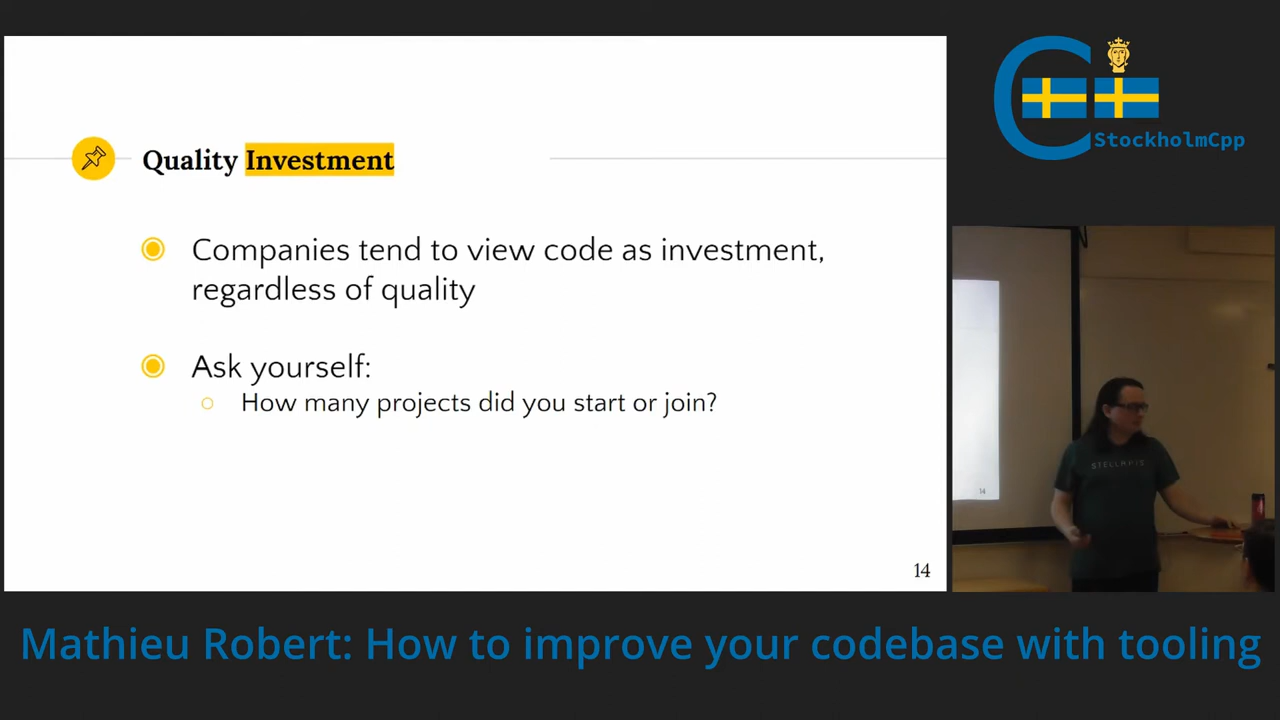 StockholmCpp
Quality Investment
Companies tend to view code as investment,
regardless of quality
Ask yourself:
How many projects did you start or join?
14
14
Mathieu Robert: How to improve your codebase with tooling